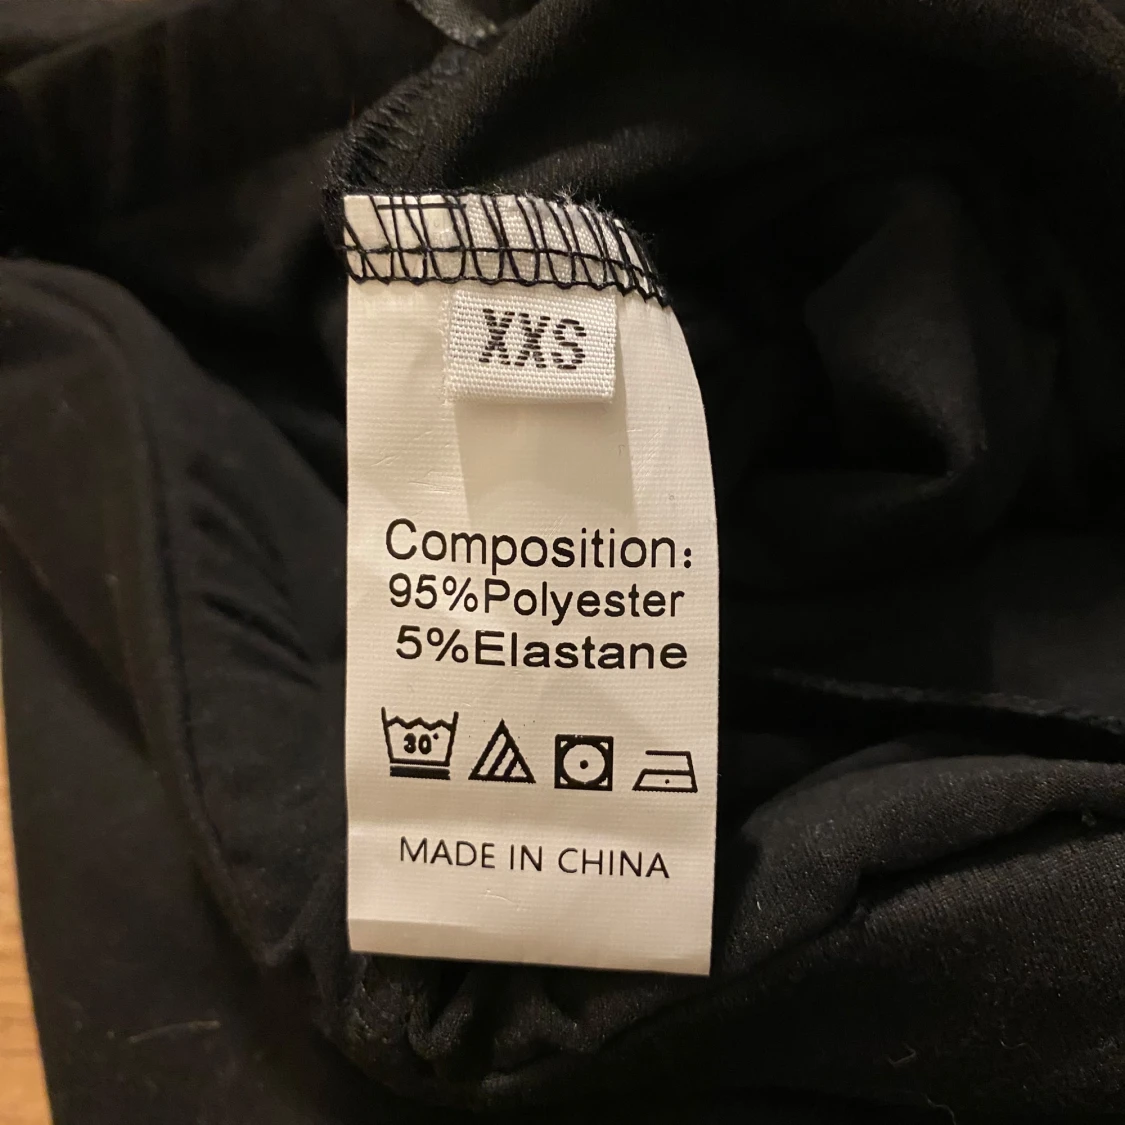 XXS
Composition:
95%Polyester
5%Elastane
30°
MADE IN CHINA